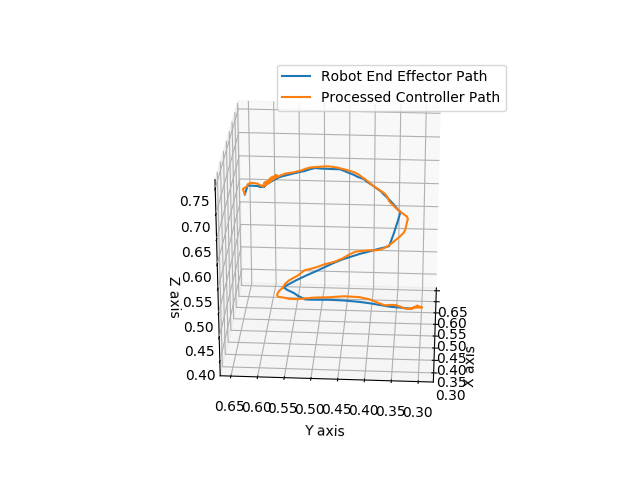 Robot End Effector Path
Processed Controller Path
0.75
0.70
0.65
0.60
0.55
0.50
0.45
0.40
Z axis
0.65
0.60
0.55
0.50
0.45
0.40
0.35
0.30
X axis
0.65 0.60 0.55 0.50 0.45 0.40 0.35 0.30
Y axis